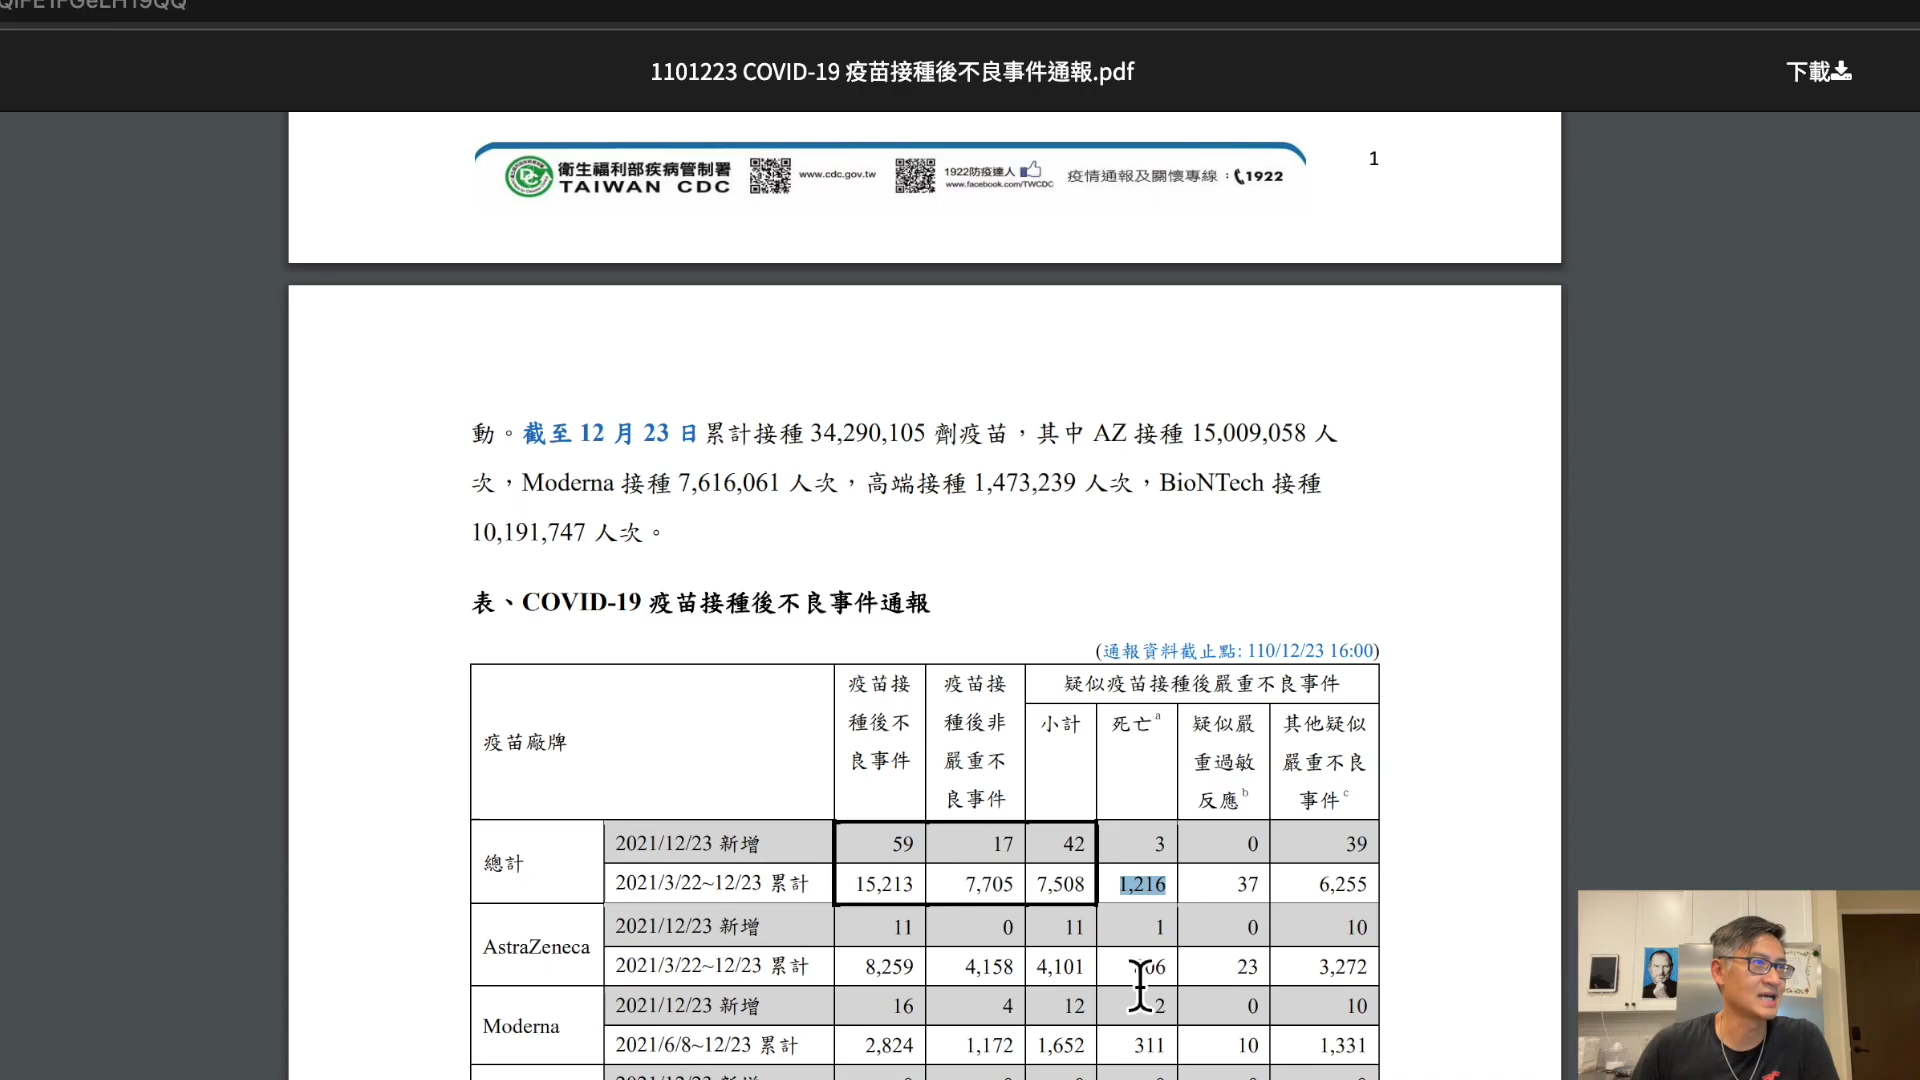 1101223 COVID-19 疫苗接種後不良事件通報.pdf
下載
衛生福利部疾病管制署
TAIWAN CDC
www.cdc.gov.tw
1922防疫達人
www.facebook.com/TWCDC
疫情通報及關懷專線：1922
1
動。截至 12 月 23 日累計接種 34,290,105 劑疫苗，其中 AZ 接種 15,009,058 人
次，Moderna 接種 7,616,061 人次，高端接種 1,473,239 人次，BioNTech 接種
10,191,747 人次。
表、COVID-19 疫苗接種後不良事件通報
(通報資料截止點: 110/12/23 16:00)
疫苗廠牌
疫苗接
種後不
良事件
疫苗接
種後非
嚴重不
良事件
疑似疫苗接種後嚴重不良事件
小計
死亡a
疑似嚴
重過敏
反應b
其他疑似
嚴重不良
事件c
總計
2021/12/23 新增 59 17 42 3 0 39
2021/3/22~12/23 累計 15,213 7,705 7,508 1,216 37 6,255
AstraZeneca
2021/12/23 新增 11 0 11 1 0 10
2021/3/22~12/23 累計 8,259 4,158 4,101 23 3,272
Moderna
2021/12/23 新增 16 4 12 2 0 10
2021/6/8~12/23 累計 2,824 1,172 1,652 311 10 1,331